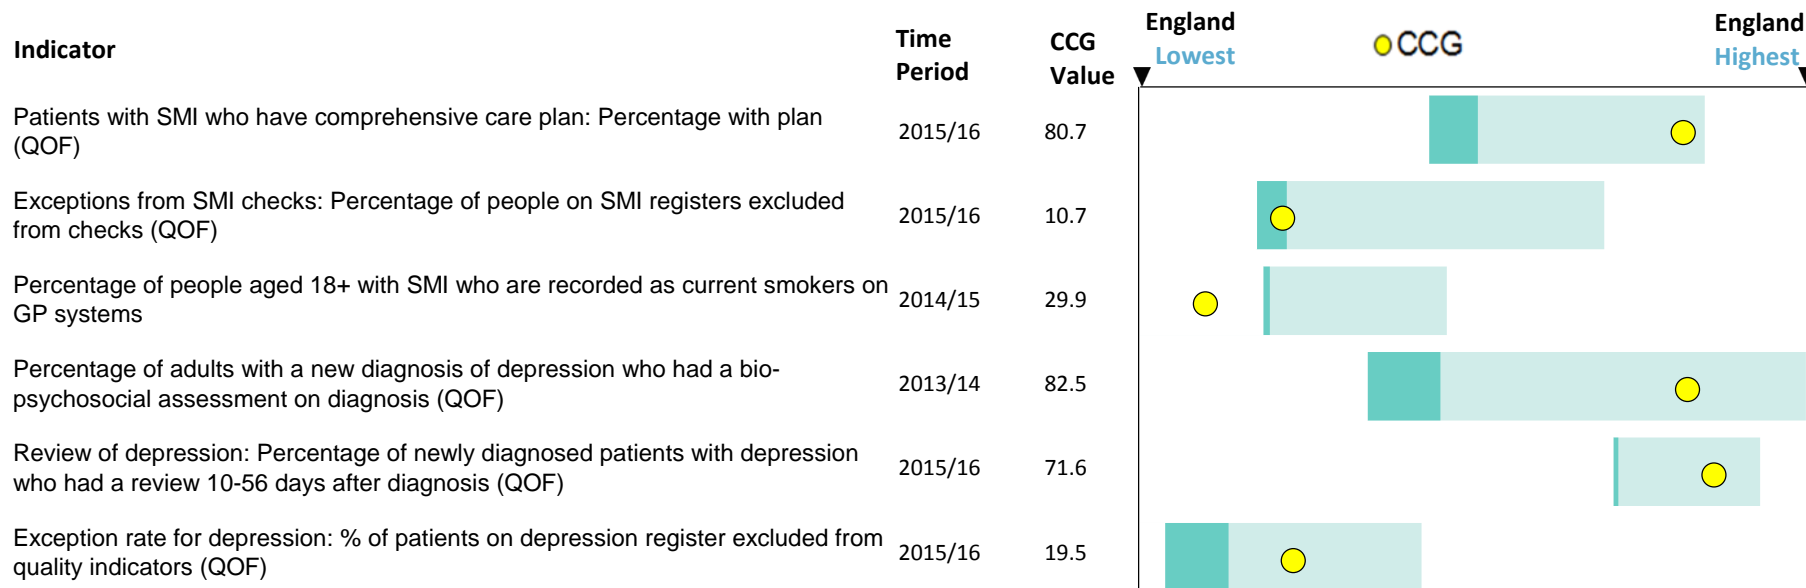 Indicator
Time
Period
CCG
Value
England
Lowest
CCG
England
Highest
Patients with SMI who have comprehensive care plan: Percentage with plan
(QOF)
2015/16
80.7
Exceptions from SMI checks: Percentage of people on SMI registers excluded
from checks (QOF)
2015/16
10.7
Percentage of people aged 18+ with SMI who are recorded as current smokers on
GP systems
2014/15
29.9
Percentage of adults with a new diagnosis of depression who had a bio-
psychosocial assessment on diagnosis (QOF)
2013/14
82.5
Review of depression: Percentage of newly diagnosed patients with depression
who had a review 10-56 days after diagnosis (QOF)
2015/16
71.6
Exception rate for depression: % of patients on depression register excluded from
quality indicators (QOF)
2015/16
19.5